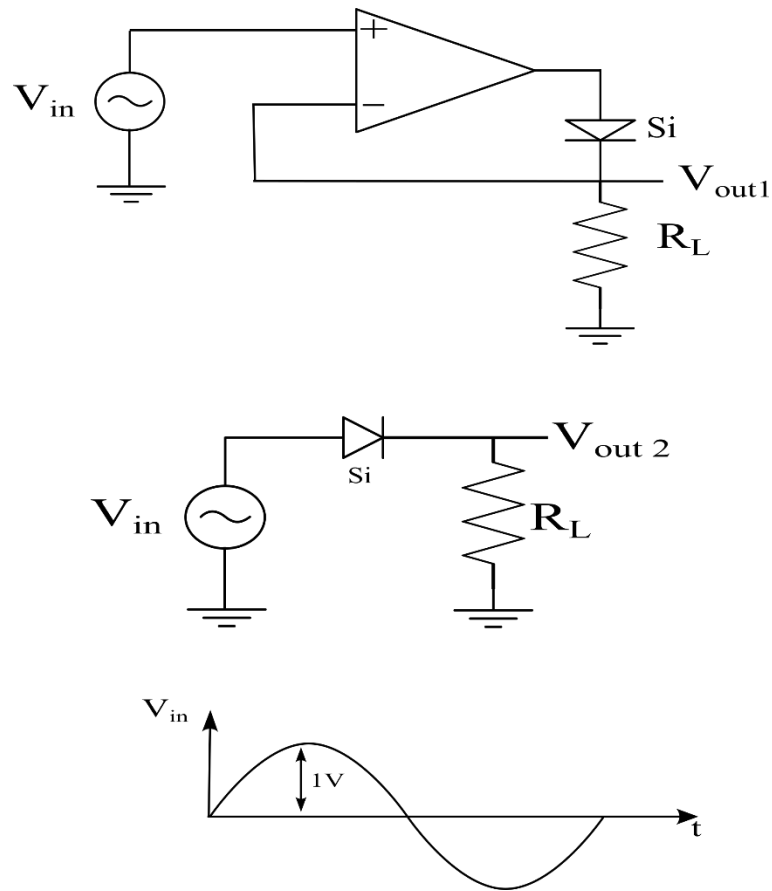 +
V_in
−
Si
V_out1
R_L
V_out 2
Si
V_in
R_L
V_in
1V
t